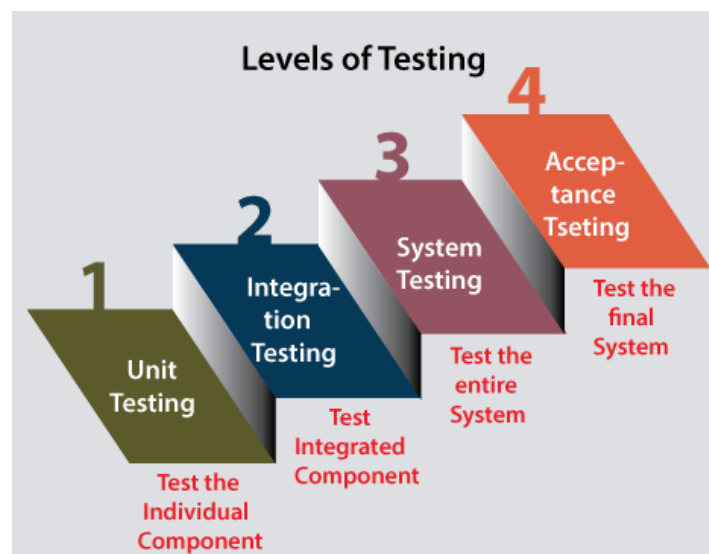 Levels of Testing
1
Unit
Testing
Test the
Individual
Component
2
Integra-
tion
Testing
Test
Integrated
Component
3
System
Testing
Test the
entire
System
4
Accep-
tance
Tseting
Test the
final
System